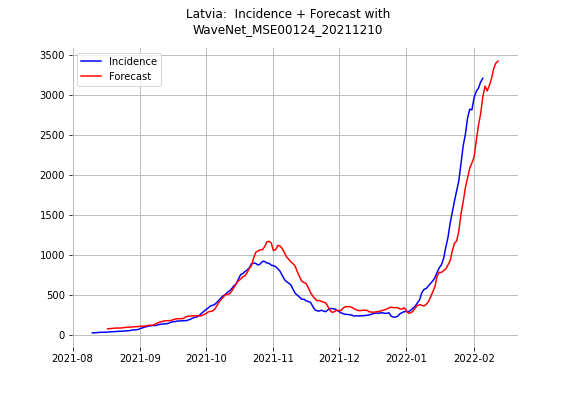 Latvia:  Incidence + Forecast with
WaveNet_MSE00124_20211210
Incidence
Forecast
3500
3000
2500
2000
1500
1000
500
0
2021-08 2021-09 2021-10 2021-11 2021-12 2022-01 2022-02